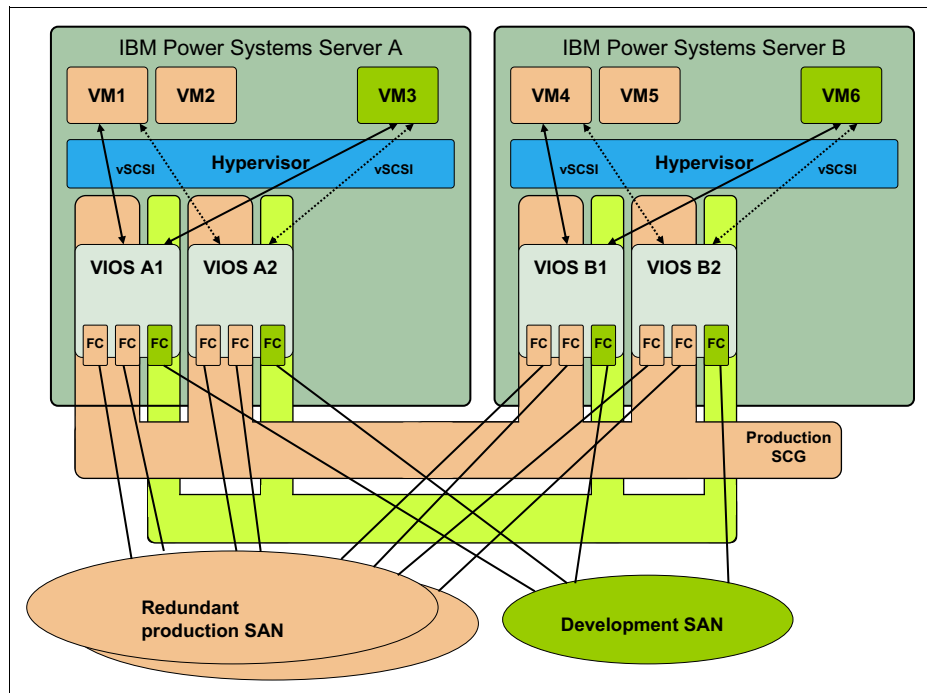 IBM Power Systems Server A
IBM Power Systems Server B
VM1
VM2
VM3
VM4
VM5
VM6
Hypervisor
vSCSI
vSCSI
Hypervisor
vSCSI
vSCSI
VIOS A1
VIOS A2
VIOS B1
VIOS B2
FC
FC
FC
FC
FC
FC
FC
FC
FC
FC
FC
FC
Production
SCG
Redundant
production SAN
Development SAN